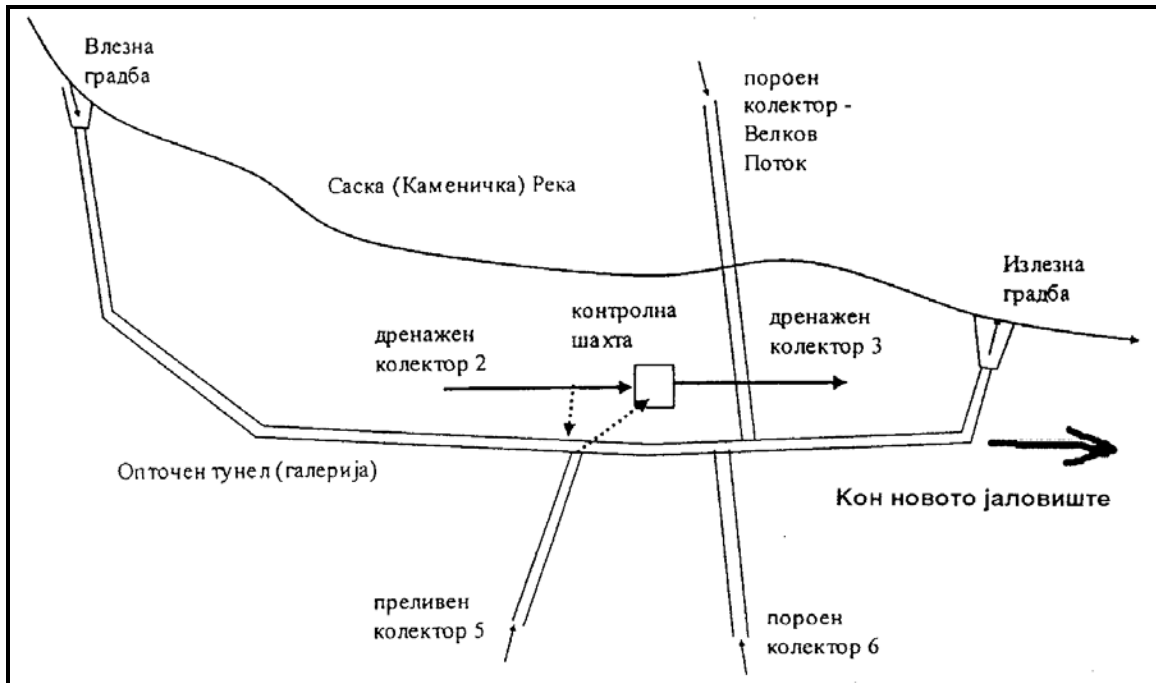 Влезна
градба
пороен
колектор -
Велков
Поток
Саска (Каменичка) Река
Излезна
градба
контролна
шахта
дренажен
колектор 2
дренажен
колектор 3
Опточен тунел (галерија)
Кон новото јаловиште
преливен
колектор 5
пороен
колектор 6